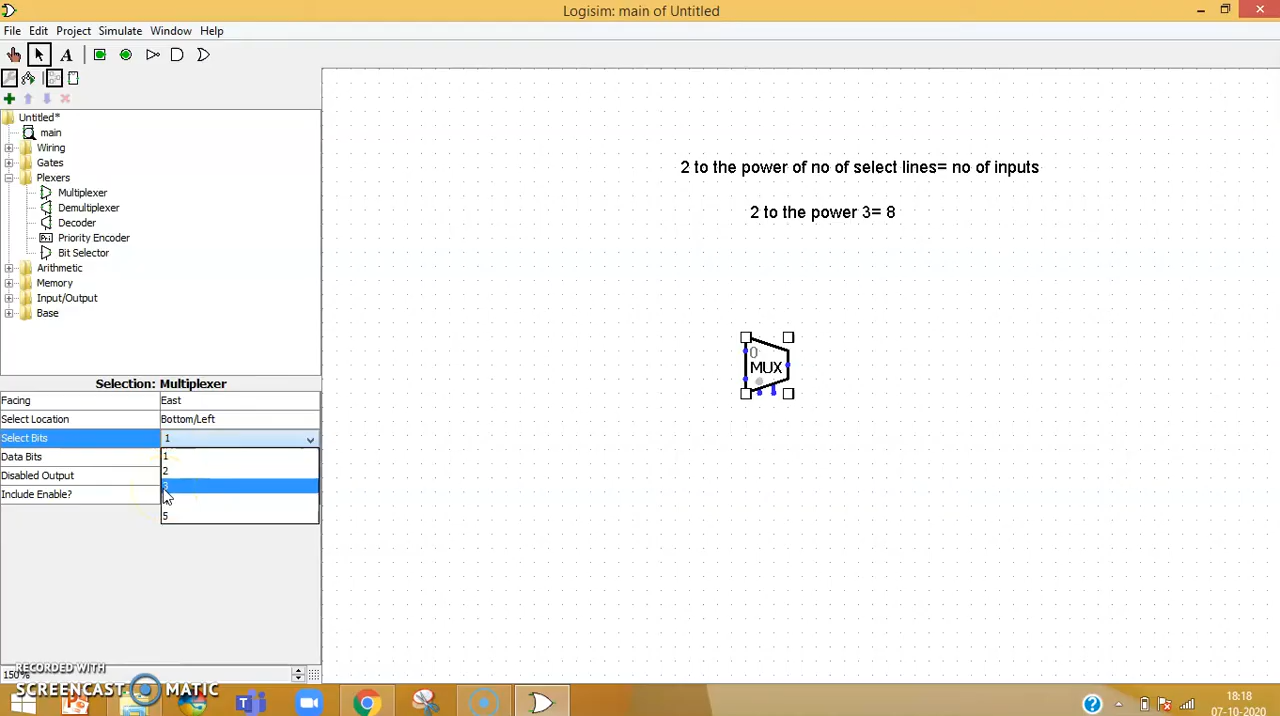 Logisim: main of Untitled
File Edit Project Simulate Window Help
A
Untitled*
main
Wiring
Gates
Plexers
Multiplexer
Demultiplexer
Decoder
Pri
Priority Encoder
Bit Selector
Arithmetic
Memory
Input/Output
Base
2 to the power of no of select lines= no of inputs
2 to the power 3= 8
0
MUX
Selection: Multiplexer
Facing East
Select Location Bottom/Left
Select Bits 1
Data Bits 1
Disabled Output 2
Include Enable? 3
5
150%
RECORDED WITH
SCREENCAST MATIC
18:18
07-10-2020